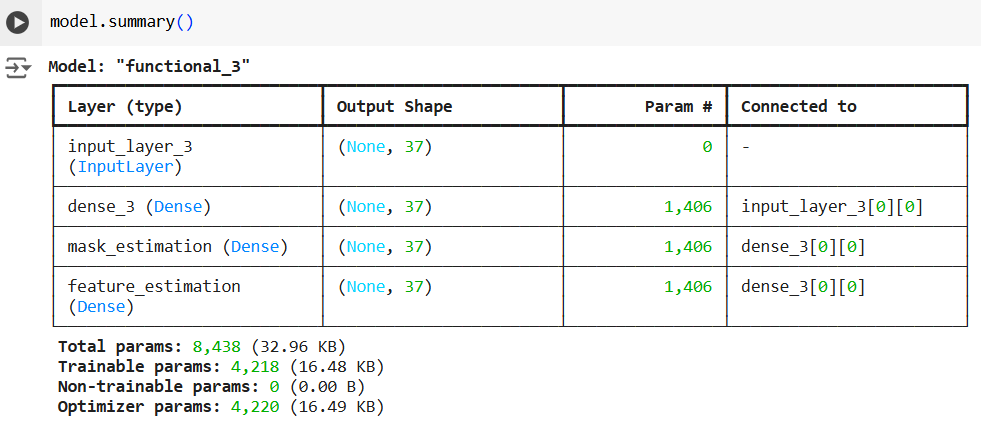 model.summary()
Model: "functional_3"
Layer (type) Output Shape Param # Connected to
input_layer_3 (None, 37) 0 -
(InputLayer)
dense_3 (Dense) (None, 37) 1,406 input_layer_3[0][0]
mask_estimation (Dense) (None, 37) 1,406 dense_3[0][0]
feature_estimation (None, 37) 1,406 dense_3[0][0]
(Dense)
Total params: 8,438 (32.96 KB)
Trainable params: 4,218 (16.48 KB)
Non-trainable params: 0 (0.00 B)
Optimizer params: 4,220 (16.49 KB)